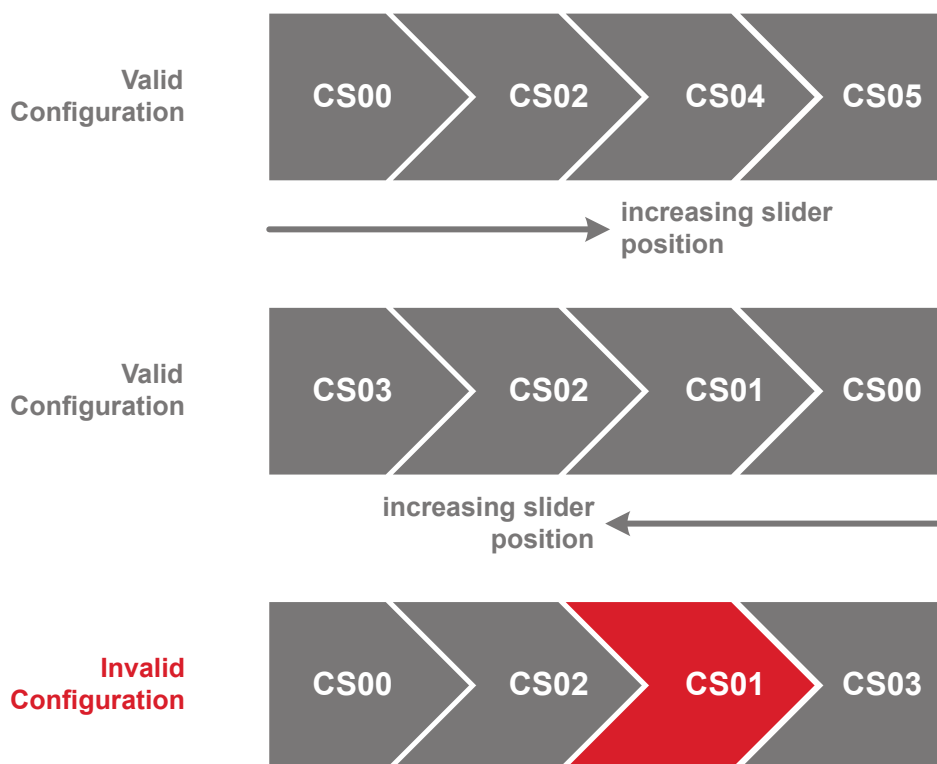 Valid
Configuration
CS00 CS02 CS04 CS05
increasing slider
position
Valid
Configuration
CS03 CS02 CS01 CS00
increasing slider
position
Invalid
Configuration
CS00 CS02 CS01 CS03